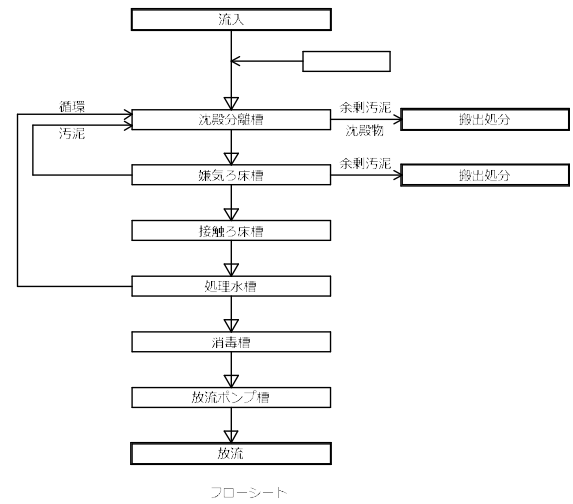 流入
循環
汚泥
沈殿分離槽
余剰汚泥
沈殿物
搬出処分
嫌気ろ床槽
余剰汚泥
搬出処分
接触ろ床槽
処理水槽
消毒槽
放流ポンプ槽
放流
フローシート